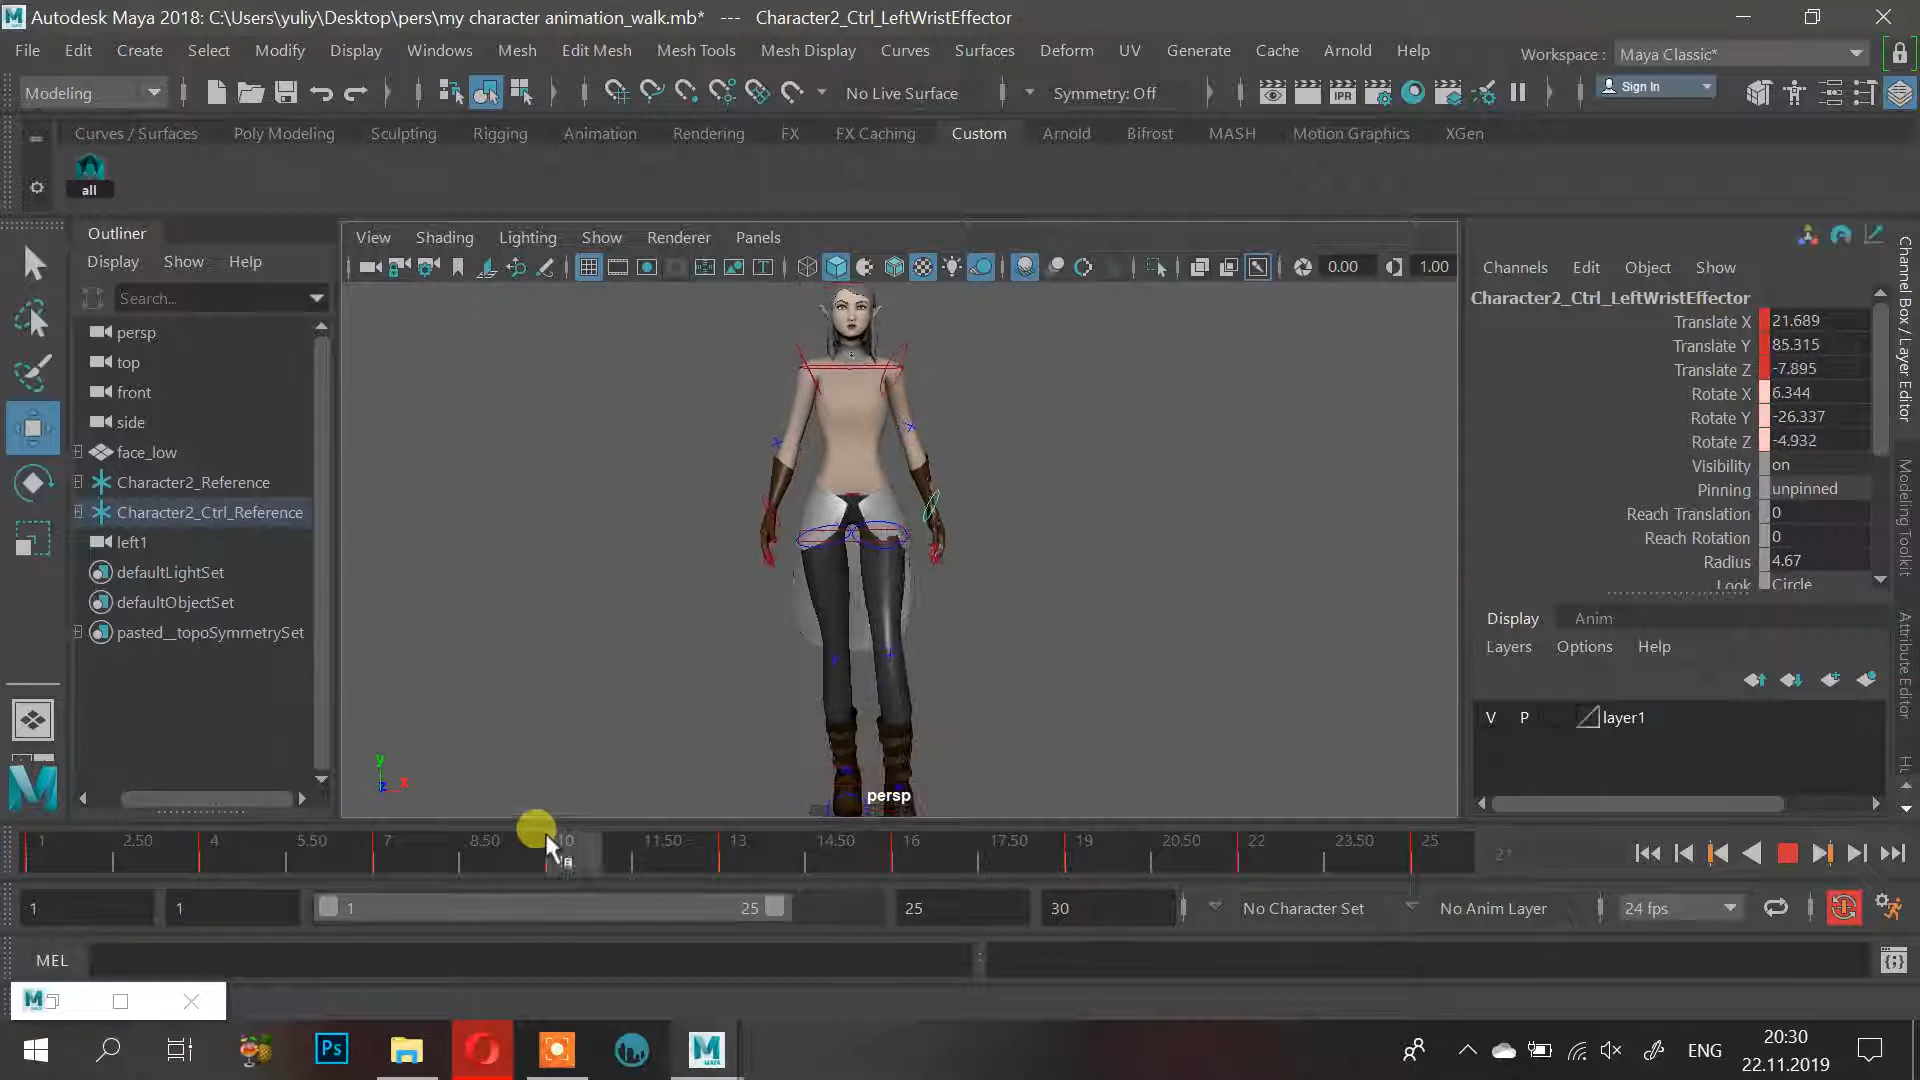 Autodesk Maya 2018: C:\Users\yuliy\Desktop\pers\my character animation_walk.mb* --- Character2_Ctrl_LeftWristEffector
File Edit Create Select Modify Display Windows Mesh Edit Mesh Mesh Tools Mesh Display Curves Surfaces Deform UV Generate Cache Arnold Help
Workspace : Maya Classic*
Modeling
No Live Surface
Symmetry: Off
IPR
Sign In
Curves / Surfaces Poly Modeling Sculpting Rigging Animation Rendering FX FX Caching Custom Arnold Bifrost MASH Motion Graphics XGen
all
Outliner
Display Show Help
Search...
persp
top
front
side
face_low
Character2_Reference
Character2_Ctrl_Reference
left1
defaultLightSet
defaultObjectSet
pasted__topoSymmetrySet
View Shading Lighting Show Renderer Panels
0.00
1.00
y
z
x
persp
Channels Edit Object Show
Character2_Ctrl_LeftWristEffector
Translate X 21.689
Translate Y 85.315
Translate Z -7.895
Rotate X 6.344
Rotate Y -26.337
Rotate Z -4.932
Visibility on
Pinning unpinned
Reach Translation 0
Reach Rotation 0
Radius 4.67
Look Circle
Display Anim
Layers Options Help
V P layer1
Channel Box / Layer Editor
Modeling Toolkit
Attribute Editor
1 2.50 4 5.50 7 8.50 10 11.50 13 14.50 16 17.50 19 20.50 22 23.50 25
1 1 1 25 25 30 No Character Set No Anim Layer 24 fps
MEL
Ps
M
MAYA
ENG
20:30
22.11.2019